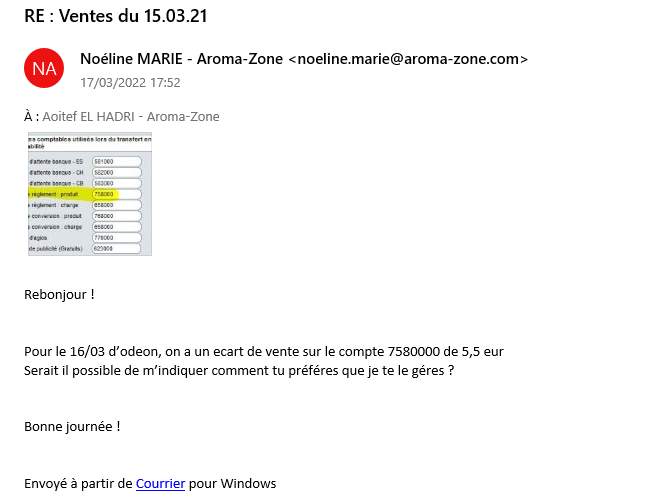 RE : Ventes du 15.03.21
NA
Noéline MARIE - Aroma-Zone <noeline.marie@aroma-zone.com>
17/03/2022 17:52
À : Aoitef EL HADRI - Aroma-Zone
es comptables utilisés lors du transfert en
abilité
d'attente banque - ES 581000
d'attente banque - CH 582000
d'attente banque - CB 583000
règlement : produit 758000
règlement : charge 658000
conversion : produit 768000
conversion : charge 668000
d'agios 770000
de publicité (Gratuits) 623000
Rebonjour !
Pour le 16/03 d’odeon, on a un ecart de vente sur le compte 7580000 de 5,5 eur
Serait il possible de m’indiquer comment tu préféres que je te le géres ?
Bonne journée !
Envoyé à partir de Courrier pour Windows